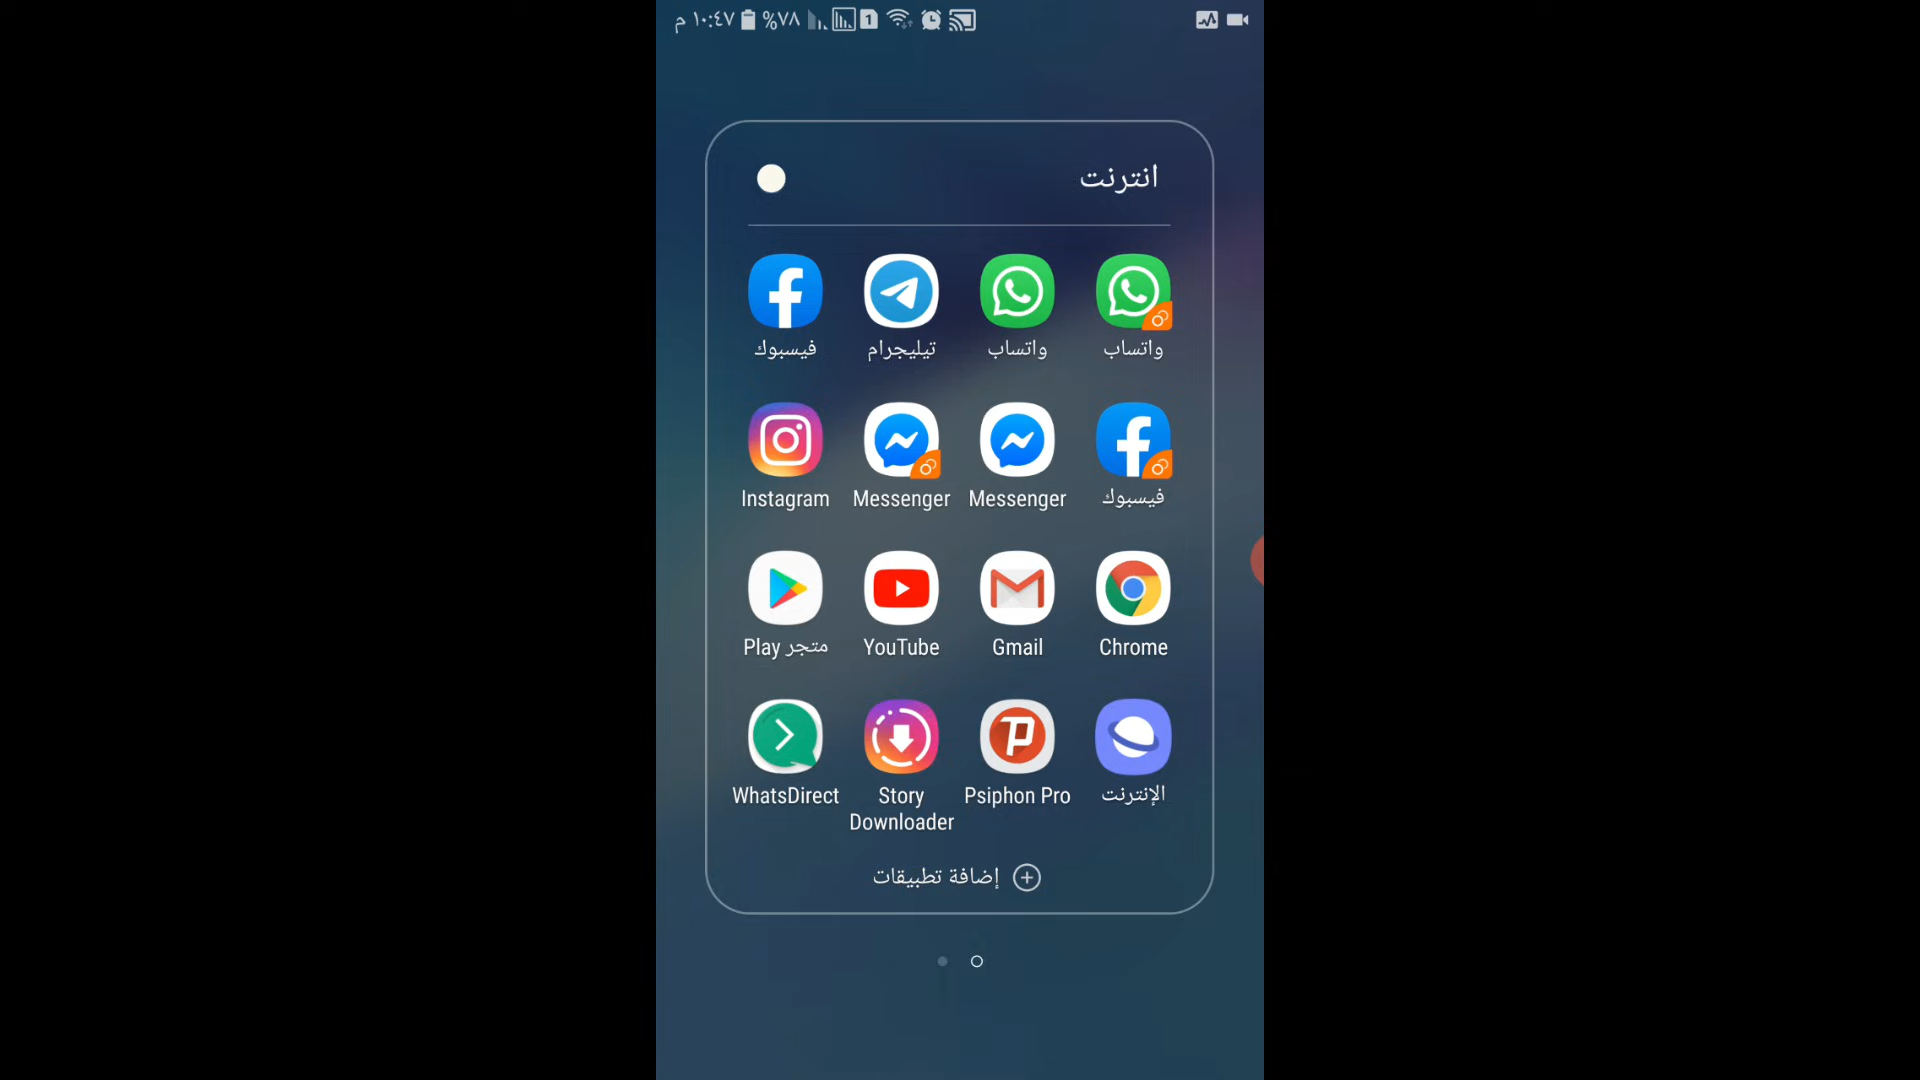 ١٠:٤٧ م
%٧٨
1
انترنت
واتساب
واتساب
تيليجرام
فيسبوك
فيسبوك
Messenger
Messenger
Instagram
Chrome
Gmail
YouTube
متجر Play
الإنترنت
Psiphon Pro
Story
Downloader
WhatsDirect
إضافة تطبيقات